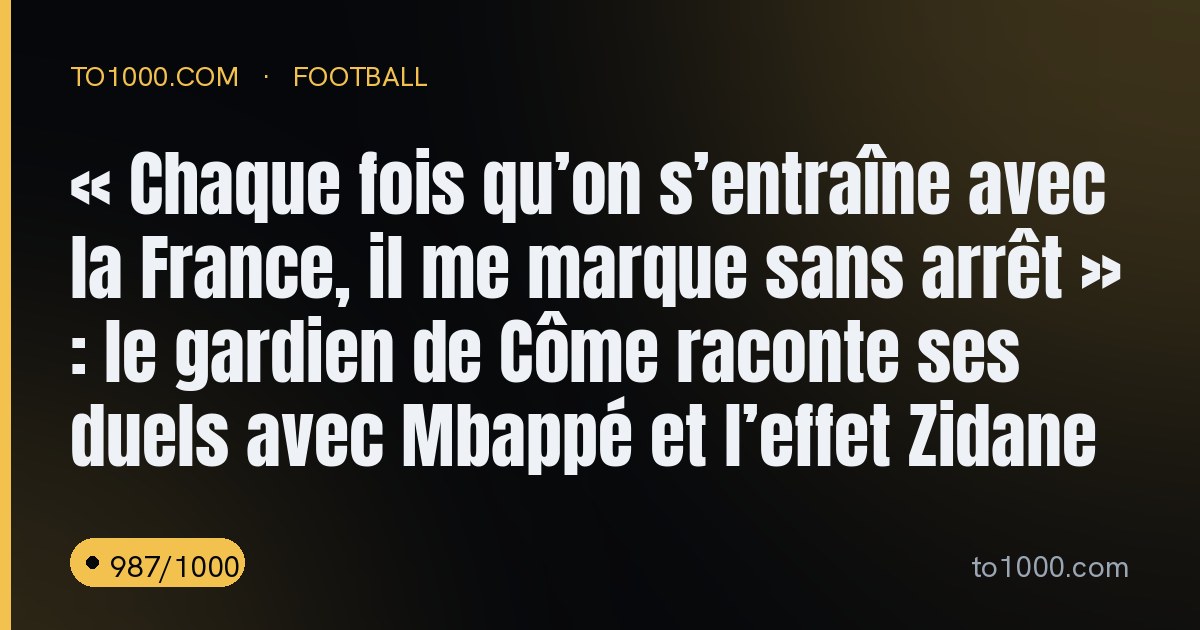 TO1000.COM · FOOTBALL
« Chaque fois qu’on s’entraîne avec
la France, il me marque sans arrêt »
: le gardien de Côme raconte ses
duels avec Mbappé et l’effet Zidane
987/1000
to1000.com